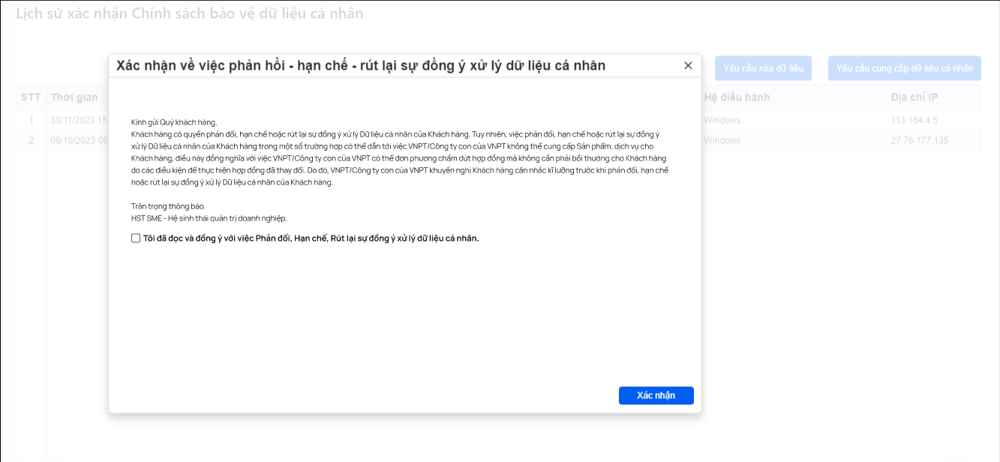 Lịch sử xác nhận Chính sách bảo vệ dữ liệu cá nhân
Xác nhận về việc phản hồi - hạn chế - rút lại sự đồng ý xử lý dữ liệu cá nhân
Yêu cầu xóa dữ liệu
Yêu cầu cung cấp dữ liệu cá nhân
STT Thời gian Hệ điều hành Địa chỉ IP
1 30/11/2023 15 Windows 113.164.4.5
2 06/10/2023 08 Windows 27.76.177.135
Kính gửi Quý khách hàng,
Khách hàng có quyền phản đối, hạn chế hoặc rút lại sự đồng ý xử lý Dữ liệu cá nhân của Khách hàng. Tuy nhiên, việc phản đối, hạn chế hoặc rút lại sự đồng ý
xử lý Dữ liệu cá nhân của Khách hàng trong một số trường hợp có thể dẫn tới việc VNPT/Công ty con của VNPT không thể cung cấp Sản phẩm, dịch vụ cho
Khách hàng, điều này đồng nghĩa với việc VNPT/Công ty con của VNPT có thể đơn phương chấm dứt hợp đồng mà không cần phải bồi thường cho Khách hàng
do các điều kiện để thực hiện hợp đồng đã thay đổi. Do đó, VNPT/Công ty con của VNPT khuyến nghị Khách hàng cân nhắc kĩ lưỡng trước khi phản đối, hạn chế
hoặc rút lại sự đồng ý xử lý Dữ liệu cá nhân của Khách hàng.
Trân trọng thông báo.
HST SME - Hệ sinh thái quản trị doanh nghiệp.
Tôi đã đọc và đồng ý với việc Phản đối, Hạn chế, Rút lại sự đồng ý xử lý dữ liệu cá nhân.
Xác nhận